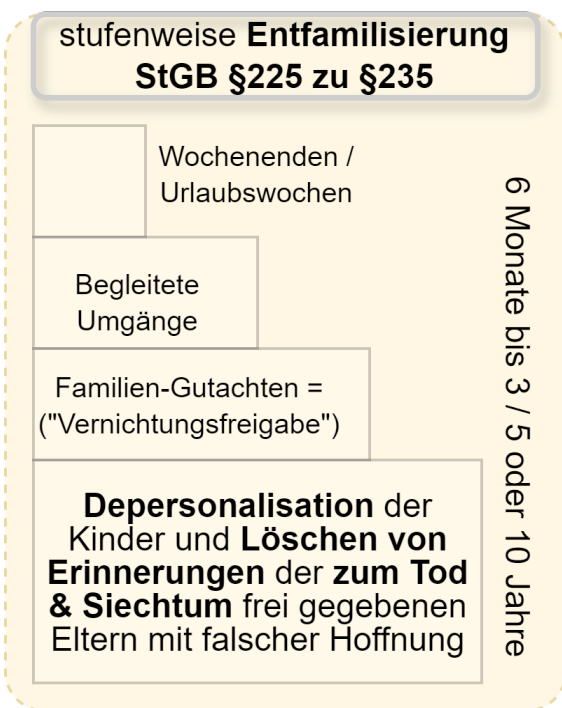 stufenweise Entfamilisierung
StGB §225 zu §235
Wochenenden /
Urlaubswochen
Begleitete
Umgänge
Familien-Gutachten =
("Vernichtungsfreigabe")
Depersonalisation der
Kinder und Löschen von
Erinnerungen der zum Tod
& Siechtum frei gegebenen
Eltern mit falscher Hoffnung
6 Monate bis 3 / 5 oder 10 Jahre